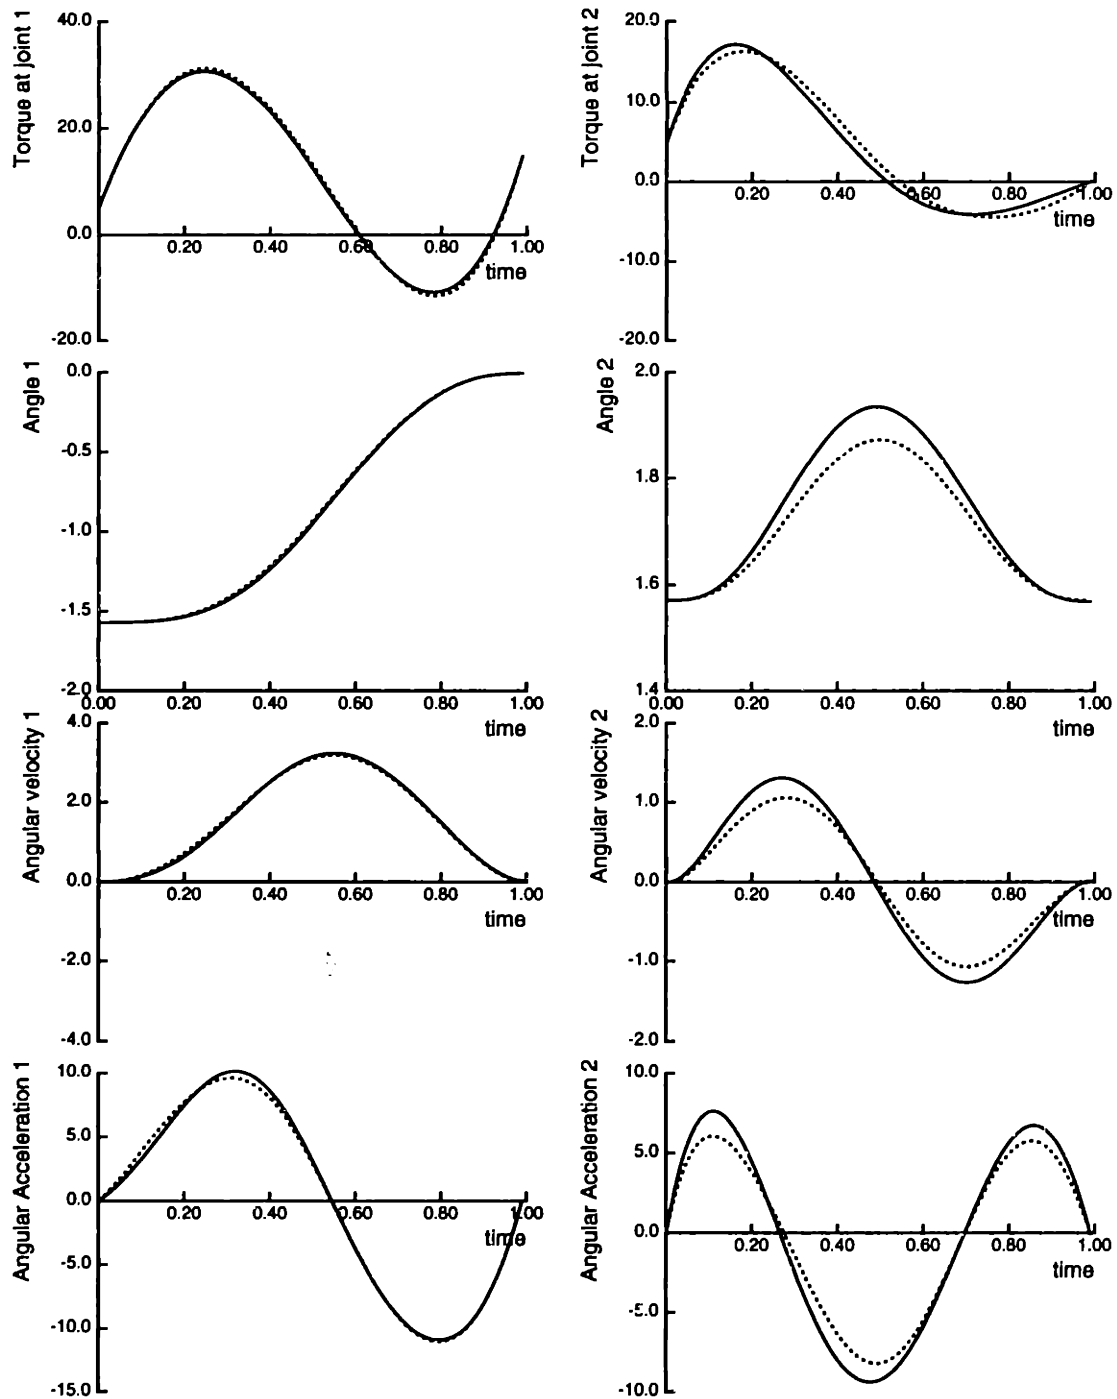 Torque at joint 1
40.0
20.0
0.0
-20.0
0.20 0.40 0.60 0.80 1.00
time
Torque at joint 2
20.0
10.0
0.0
-10.0
-20.0
0.20 0.40 0.60 0.80 1.00
time
Angle 1
0.0
-0.5
-1.0
-1.5
-2.0
0.00 0.20 0.40 0.60 0.80 1.00
time
Angle 2
2.0
1.8
1.6
1.4
0.00 0.20 0.40 0.60 0.80 1.00
time
Angular velocity 1
4.0
2.0
0.0
-2.0
-4.0
0.20 0.40 0.60 0.80 1.00
time
Angular velocity 2
2.0
1.0
0.0
-1.0
-2.0
0.20 0.40 0.60 0.80 1.00
time
Angular Acceleration 1
10.0
5.0
0.0
-5.0
-10.0
-15.0
0.20 0.40 0.60 0.80 1.00
time
Angular Acceleration 2
10.0
5.0
0.0
-5.0
-10.0
0.20 0.40 0.60 0.80 1.00
time